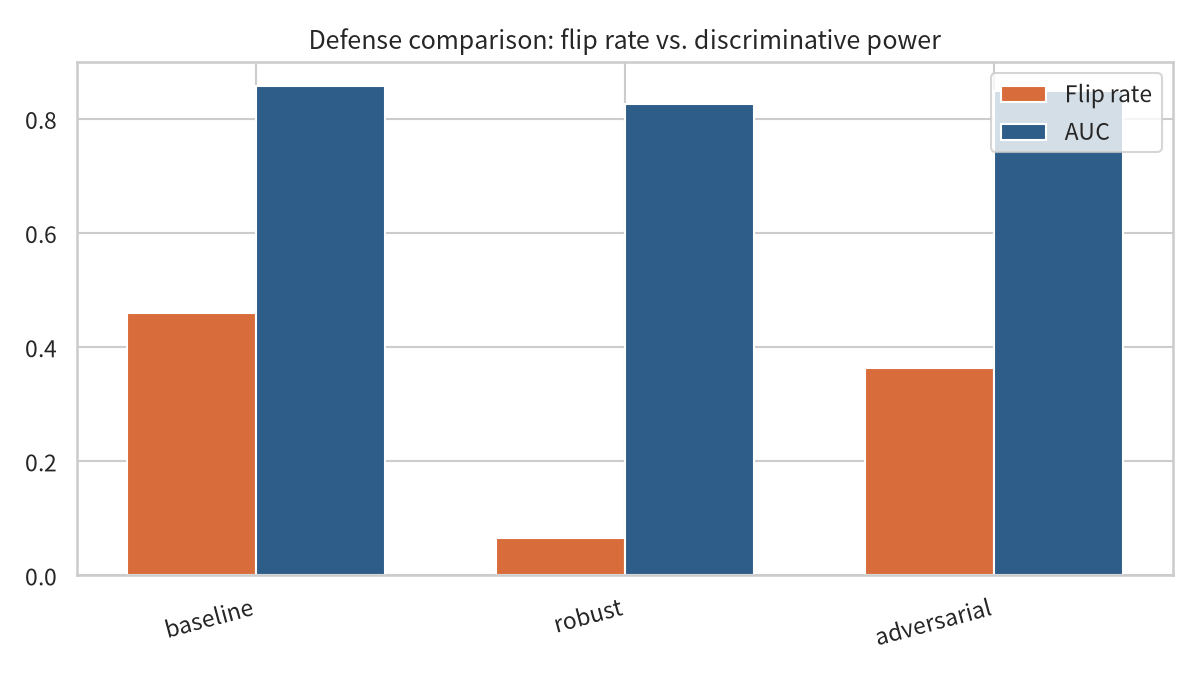 Defense comparison: flip rate vs. discriminative power
Flip rate
AUC
0.8
0.6
0.4
0.2
0.0
baseline
robust
adversarial